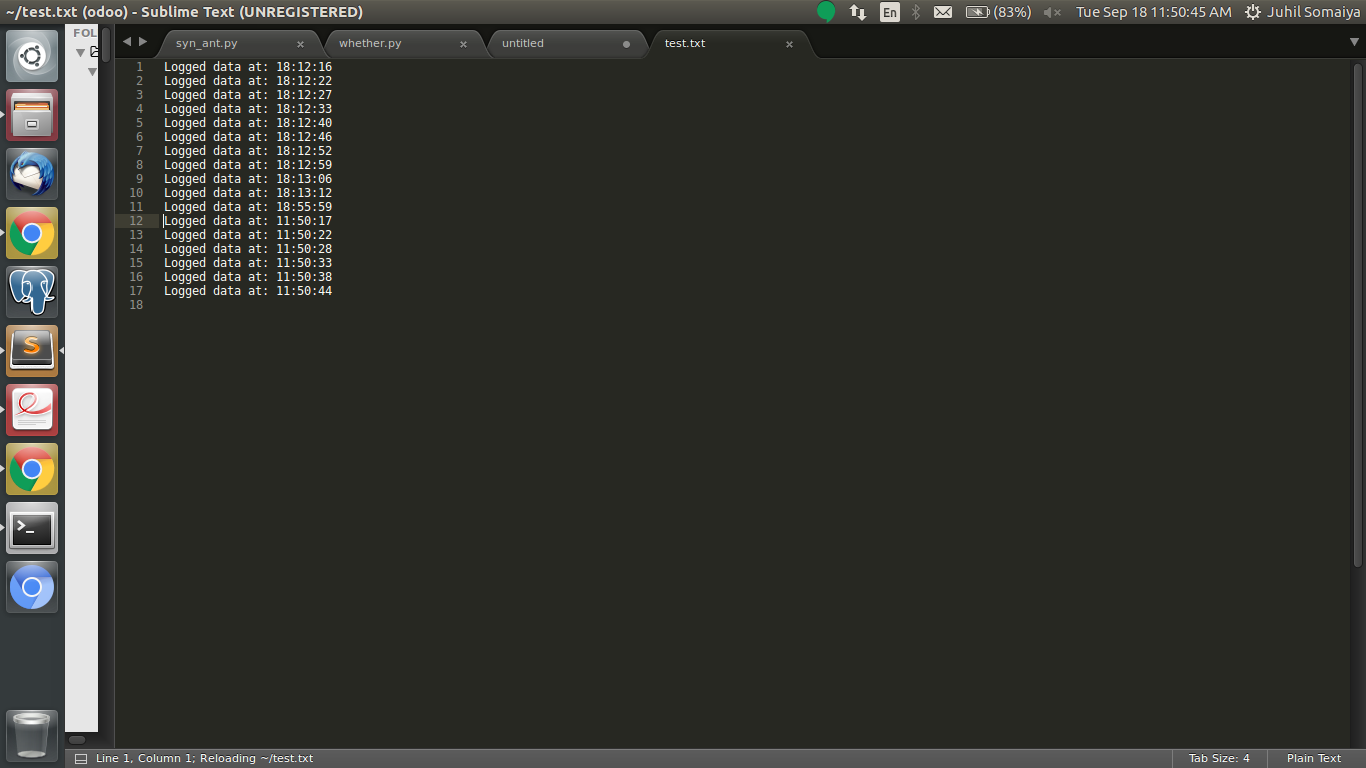 ~/test.txt (odoo) - Sublime Text (UNREGISTERED)
En
(83%)
Tue Sep 18 11:50:45 AM
Juhil Somaiya
FOL
syn_ant.py
whether.py
untitled
test.txt
1 Logged data at: 18:12:16
2 Logged data at: 18:12:22
3 Logged data at: 18:12:27
4 Logged data at: 18:12:33
5 Logged data at: 18:12:40
6 Logged data at: 18:12:46
7 Logged data at: 18:12:52
8 Logged data at: 18:12:59
9 Logged data at: 18:13:06
10 Logged data at: 18:13:12
11 Logged data at: 18:55:59
12 Logged data at: 11:50:17
13 Logged data at: 11:50:22
14 Logged data at: 11:50:28
15 Logged data at: 11:50:33
16 Logged data at: 11:50:38
17 Logged data at: 11:50:44
18
Line 1, Column 1; Reloading ~/test.txt
Tab Size: 4
Plain Text